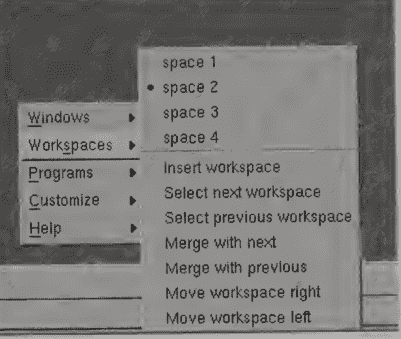 Windows
Workspaces
Programs
Customize
Help
space 1
space 2
space 3
space 4
Insert workspace
Select next workspace
Select previous workspace
Merge with next
Merge with previous
Move workspace right
Move workspace left